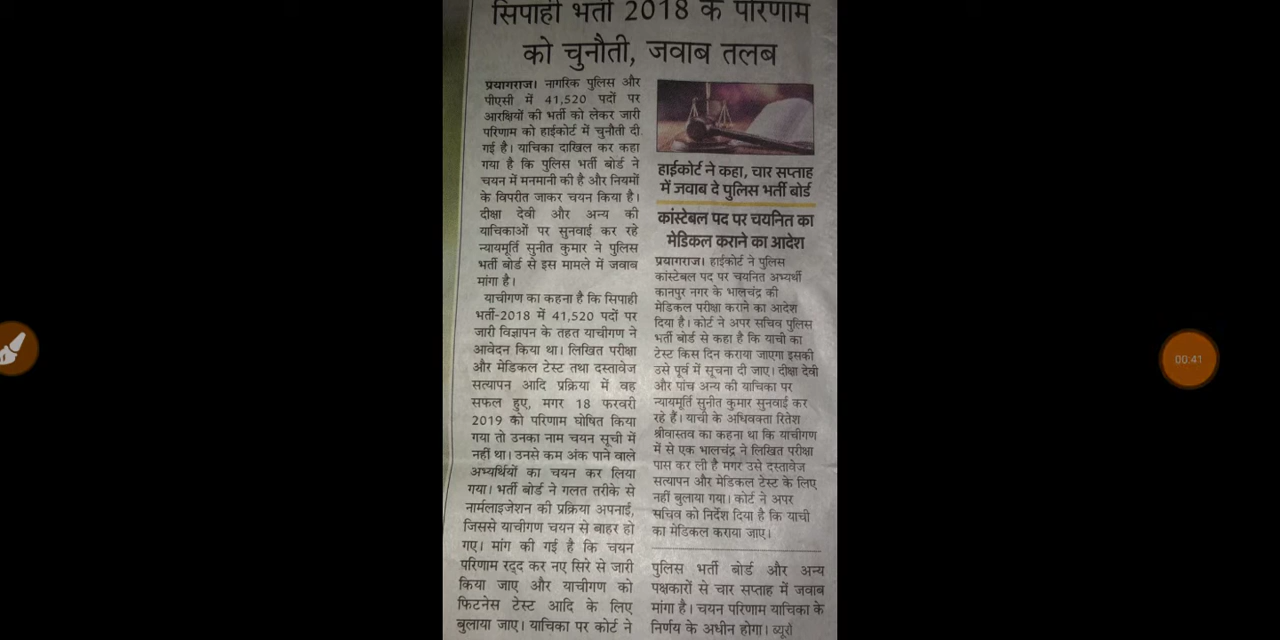 सिपाही भर्ती 2018 के परिणाम
को चुनौती, जवाब तलब
प्रयागराज। नागरिक पुलिस और
पीएसी में 41,520 पदों पर
आरक्षियों की भर्ती को लेकर जारी
परिणाम को हाईकोर्ट में चुनौती दी
गई है। याचिका दाखिल कर कहा
गया है कि पुलिस भर्ती बोर्ड ने
चयन में मनमानी की है और नियमों
के विपरीत जाकर चयन किया है।
दीक्षा देवी और अन्य की
याचिकाओं पर सुनवाई कर रहे
न्यायमूर्ति सुनीत कुमार ने पुलिस
भर्ती बोर्ड से इस मामले में जवाब
मांगा है।
याचीगण का कहना है कि सिपाही
भर्ती-2018 में 41,520 पदों पर
जारी विज्ञापन के तहत याचीगण ने
आवेदन किया था। लिखित परीक्षा
और मेडिकल टेस्ट तथा दस्तावेज
सत्यापन आदि प्रक्रिया में वह
सफल हुए, मगर 18 फरवरी
2019 को परिणाम घोषित किया
गया तो उनका नाम चयन सूची में
नहीं था। उनसे कम अंक पाने वाले
अभ्यर्थियों का चयन कर लिया
गया। भर्ती बोर्ड ने गलत तरीके से
नार्मलाइजेशन की प्रक्रिया अपनाई,
जिससे याचीगण चयन से बाहर हो
गए। मांग की गई है कि चयन
परिणाम रद्द कर नए सिरे से जारी
किया जाए और याचीगण को
फिटनेस टेस्ट आदि के लिए
बुलाया जाए। याचिका पर कोर्ट ने
हाईकोर्ट ने कहा, चार सप्ताह
में जवाब दे पुलिस भर्ती बोर्ड
कांस्टेबल पद पर चयनित का
मेडिकल कराने का आदेश
प्रयागराज। हाईकोर्ट ने पुलिस
कांस्टेबल पद पर चयनित अभ्यर्थी
कानपुर नगर के भालचंद्र की
मेडिकल परीक्षा कराने का आदेश
दिया है। कोर्ट ने अपर सचिव पुलिस
भर्ती बोर्ड से कहा है कि याची का
टेस्ट किस दिन कराया जाएगा इसकी
उसे पूर्व में सूचना दी जाए। दीक्षा देवी
और पांच अन्य की याचिका पर
न्यायमूर्ति सुनीत कुमार सुनवाई कर
रहे हैं। याची के अधिवक्ता रितेश
श्रीवास्तव का कहना था कि याचीगण
में से एक भालचंद्र ने लिखित परीक्षा
पास कर ली है मगर उसे दस्तावेज
सत्यापन और मेडिकल टेस्ट के लिए
नहीं बुलाया गया। कोर्ट ने अपर
सचिव को निर्देश दिया है कि याची
का मेडिकल कराया जाए।
पुलिस भर्ती बोर्ड और अन्य
पक्षकारों से चार सप्ताह में जवाब
मांगा है। चयन परिणाम याचिका के
निर्णय के अधीन होगा। ब्यूरो
00:41